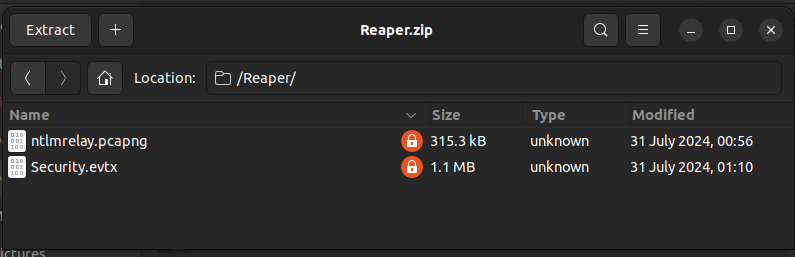 Extract + Reaper.zip
Location: /Reaper/
Name Size Type Modified
ntlmrelay.pcapng 315.3 kB unknown 31 July 2024, 00:56
Security.evtx 1.1 MB unknown 31 July 2024, 01:10
ictures